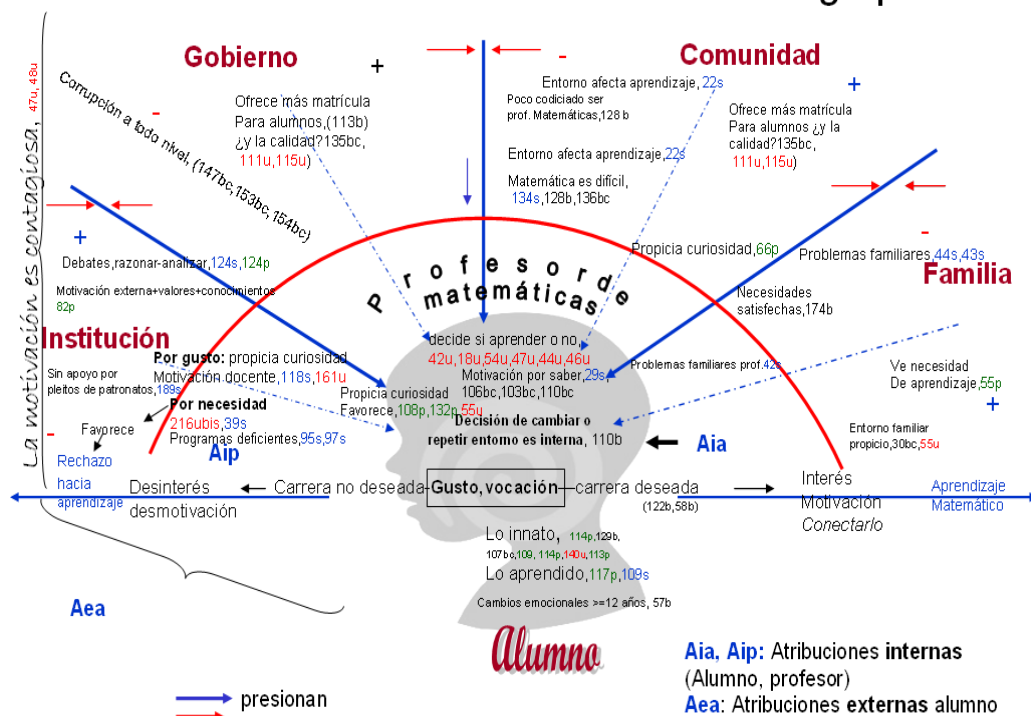 Gobierno
Comunidad
La motivación es contagiosa, 47u, 48u
Corrupción a todo nivel, (147bc,153bc,154bc)
-
+
Ofrece más matrícula
Para alumnos,(113b)
¿y la calidad?135bc,
111u,115u)
-
Entorno afecta aprendizaje, 22s
Poco codiciado ser
prof. Matemáticas,128 b
Entorno afecta aprendizaje,22s
Matemática es difícil,
134s,128b,136bc
+
Ofrece más matrícula
Para alumnos ¿y la
calidad?135bc,
111u,115u)
+
Debates,razonar-analizar,124s,124p
Motivación externa+valores+conocimientos
82p
Institución
Profesor de
matemáticas
Propicia curiosidad,66p
-
Problemas familiares,44s,43s
Familia
Necesidades
satisfechas,174b
decide si aprender o no,
42u,18u,54u,47u,44u,46u
Motivación por saber,29s,
106bc,103bc,110bc
Problemas familiares prof.42s
Por gusto: propicia curiosidad
Motivación docente,118s,161u
Sin apoyo por
pleitos de patronatos,189s
Propicia curiosidad
Favorece,108p,132p,55u
Ve necesidad
De aprendizaje,55p
+
Por necesidad
216ubis,39s
Programas deficientes,95s,97s
-
Favorece
Decisión de cambiar o
repetir entorno es interna, 110b
Entorno familiar
propicio,30bc,55u
Aip
Aia
Rechazo
hacia
aprendizaje
Desinterés
desmotivación
Carrera no deseada
Gusto,vocación
carrera deseada
(122b,58b)
Interés
Motivación
Conectarlo
Aprendizaje
Matemático
Lo innato, 114p,129b,
107bc,109, 114p,140u,113p
Lo aprendido,117p,109s
Cambios emocionales >=12 años, 57b
Aea
Alumno
Aia, Aip: Atribuciones internas
(Alumno, profesor)
Aea: Atribuciones externas alumno
presionan